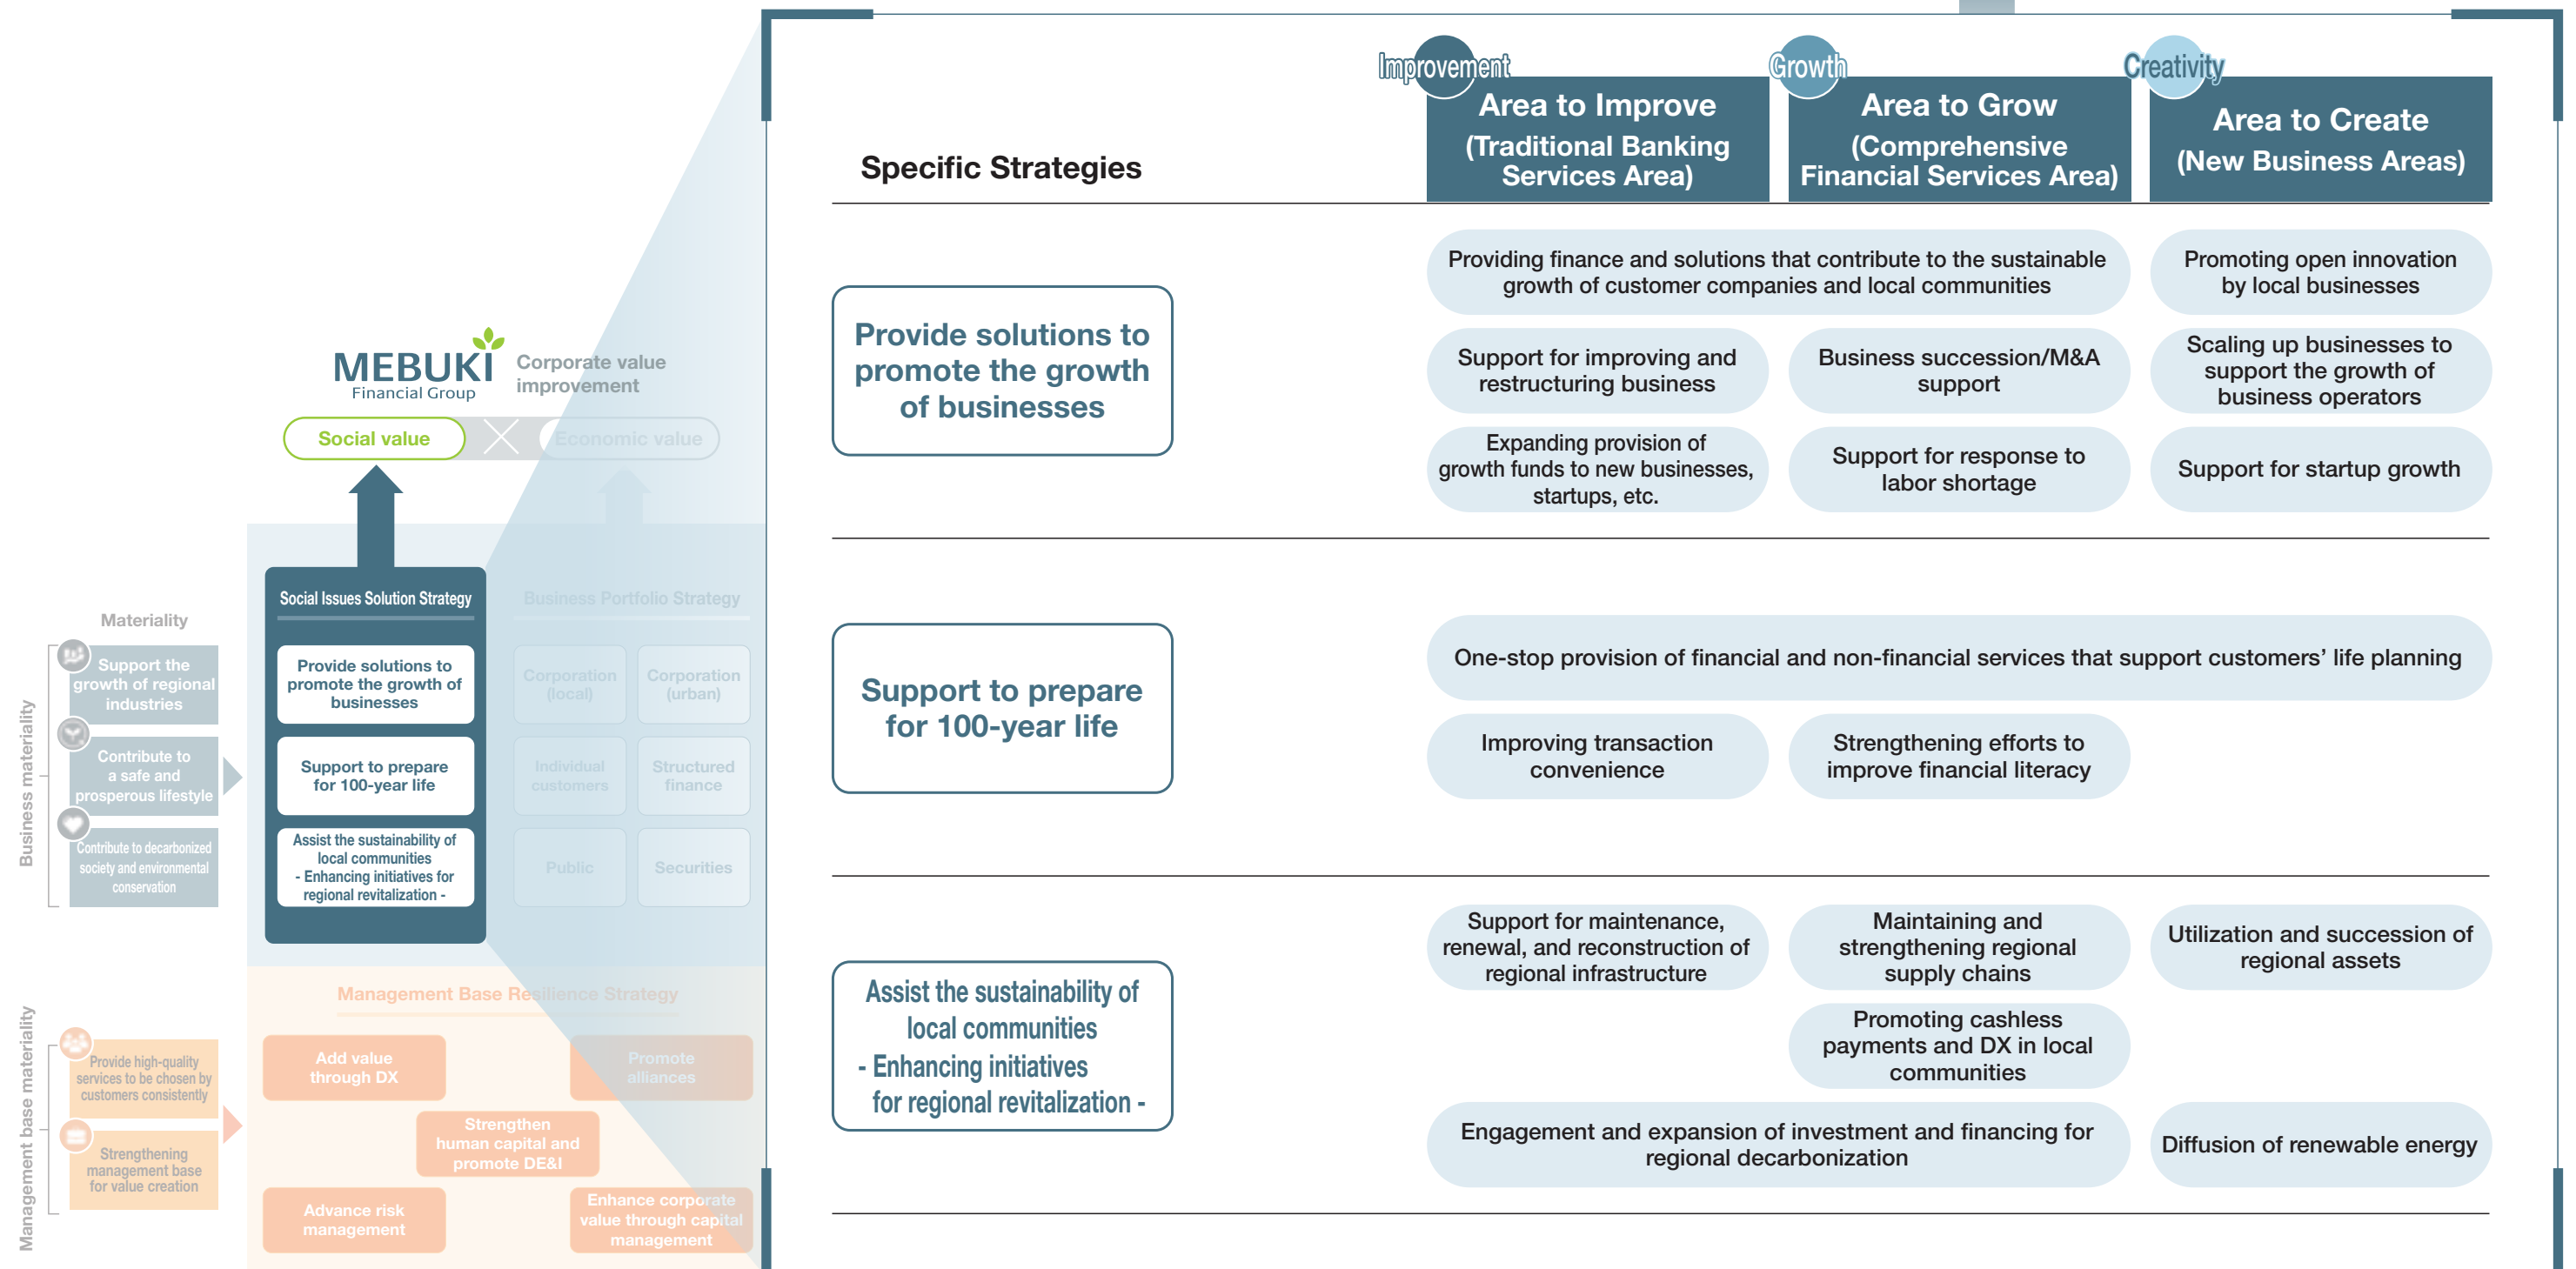 MEBUKI
Financial Group
Corporate value
improvement
Social value
Economic value
Materiality
Business materiality
Support the
growth of regional
industries
Contribute to
a safe and
prosperous lifestyle
Contribute to decarbonized
society and environmental
conservation
Social Issues Solution Strategy
Provide solutions to
promote the growth of
businesses
Support to prepare
for 100-year life
Assist the sustainability of
local communities
- Enhancing initiatives for
regional revitalization -
Business Portfolio Strategy
Corporation
(local)
Corporation
(urban)
Individual
customers
Structured
finance
Public
Securities
Management base materiality
Provide high-quality
services to be chosen by
customers consistently
Strengthening
management base
for value creation
Management Base Resilience Strategy
Add value
through DX
Promote
alliances
Strengthen
human capital and
promote DE&I
Advance risk
management
Enhance corporate
value through capital
management
Specific Strategies
Improvement
Area to Improve
(Traditional Banking
Services Area)
Growth
Area to Grow
(Comprehensive
Financial Services Area)
Creativity
Area to Create
(New Business Areas)
Provide solutions to
promote the growth
of businesses
Providing finance and solutions that contribute to the sustainable
growth of customer companies and local communities
Promoting open innovation
by local businesses
Support for improving and
restructuring business
Business succession/M&A
support
Scaling up businesses to
support the growth of
business operators
Expanding provision of
growth funds to new businesses,
startups, etc.
Support for response to
labor shortage
Support for startup growth
Support to prepare
for 100-year life
One-stop provision of financial and non-financial services that support customers’ life planning
Improving transaction
convenience
Strengthening efforts to
improve financial literacy
Assist the sustainability of
local communities
- Enhancing initiatives
for regional revitalization -
Support for maintenance,
renewal, and reconstruction of
regional infrastructure
Maintaining and
strengthening regional
supply chains
Utilization and succession of
regional assets
Promoting cashless
payments and DX in local
communities
Engagement and expansion of investment and financing for
regional decarbonization
Diffusion of renewable energy